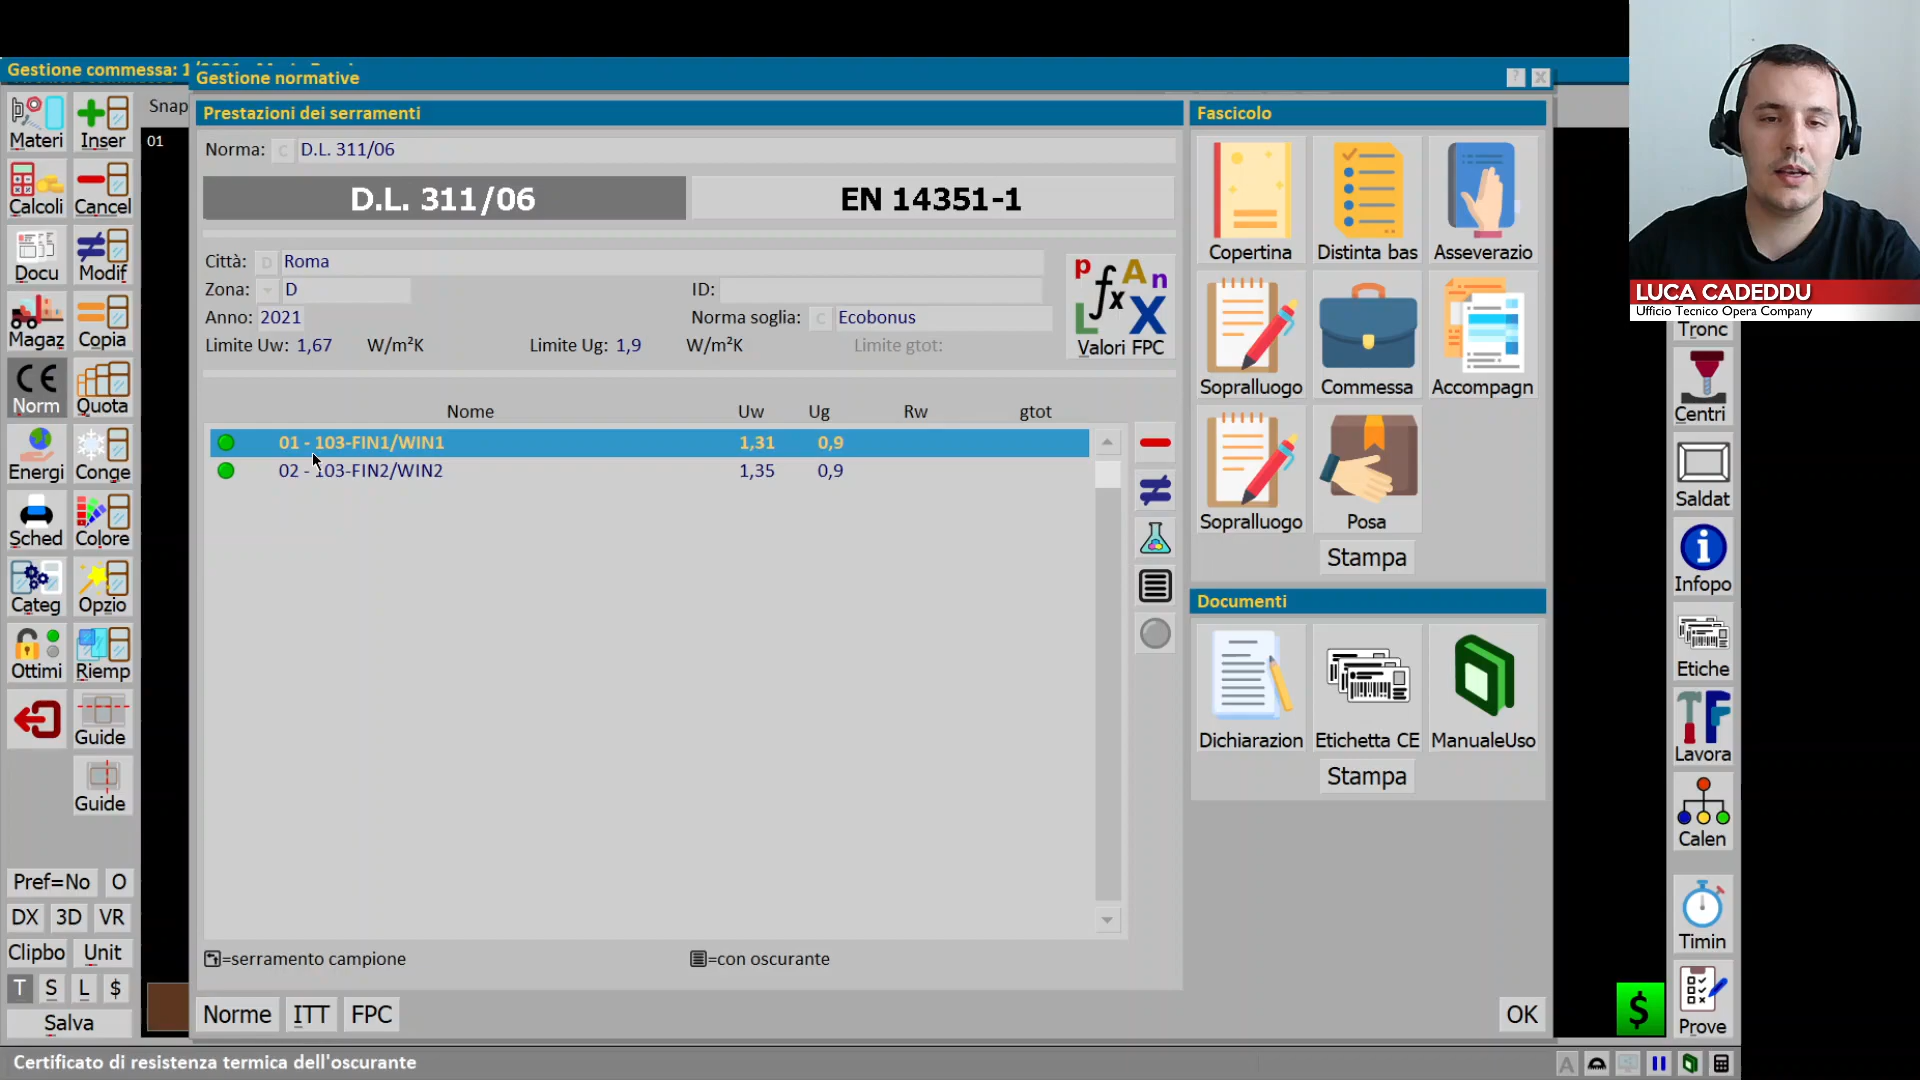 Gestione commessa: 1
Gestione normative
? x
Prestazioni dei serramenti
Fascicolo
Materi
Inser
Snap
01
Norma: C D.L. 311/06
D.L. 311/06
EN 14351-1
Copertina
Distinta bas
Asseverazio
Calcoli
Cancel
Città: D Roma
Zona: D
ID:
Anno: 2021
Norma soglia: C Ecobonus
Limite Uw: 1,67 W/m²K
Limite Ug: 1,9 W/m²K
Limite gtot:
Valori FPC
LUCA CADEDDU
Ufficio Tecnico Opera Company
Docu
Modif
Magaz
Copia
Sopralluogo
Commessa
Accompagn
Tronc
CE
Norm
Quota
Nome Uw Ug Rw gtot
01 - 103-FIN1/WIN1 1,31 0,9
02 - 103-FIN2/WIN2 1,35 0,9
Centri
Energi
Conge
Saldat
Sched
Colore
Sopralluogo
Posa
Stampa
Infopo
Categ
Opzio
Documenti
Ottimi
Riemp
Etiche
Dichiarazion
Etichetta CE
ManualeUso
Stampa
Guide
Guide
Lavora
Calen
Pref=No O
DX 3D VR
Clipbo Unit
T S L $
Salva
=serramento campione
=con oscurante
Timin
Norme ITT FPC
OK
$
Prove
Certificato di resistenza termica dell'oscurante
A